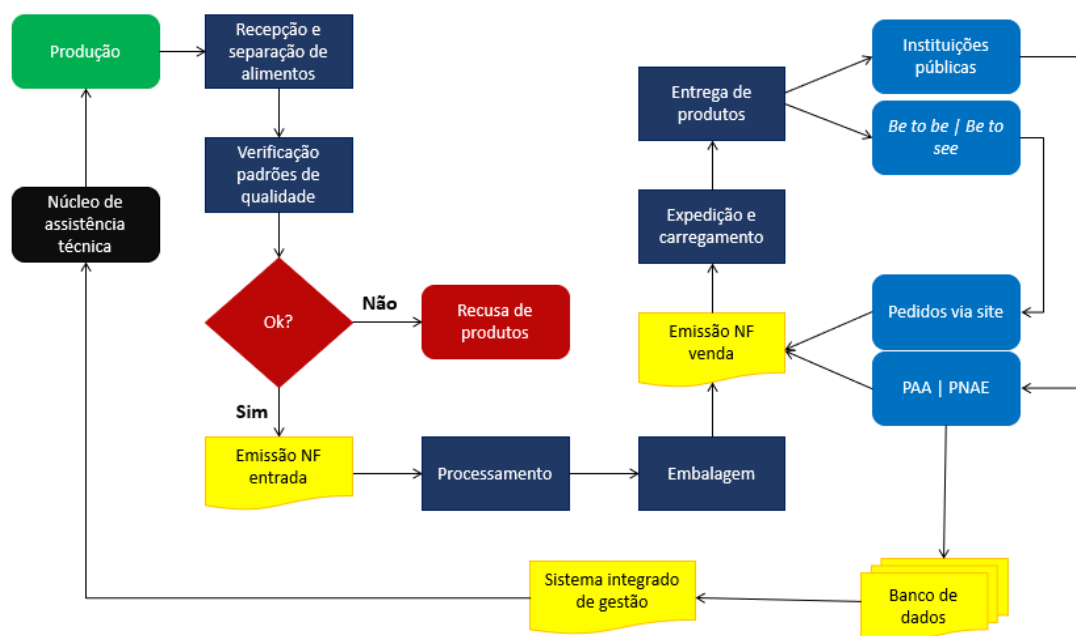 Produção
Recepção e
separação de
alimentos
Verificação
padrões de
qualidade
Núcleo de
assistência
técnica
Ok?
Não
Recusa de
produtos
Sim
Emissão NF
entrada
Processamento
Embalagem
Emissão NF
venda
Expedição e
carregamento
Entrega de
produtos
Instituições
públicas
Be to be | Be to
see
Pedidos via site
PAA | PNAE
Banco de
dados
Sistema integrado
de gestão